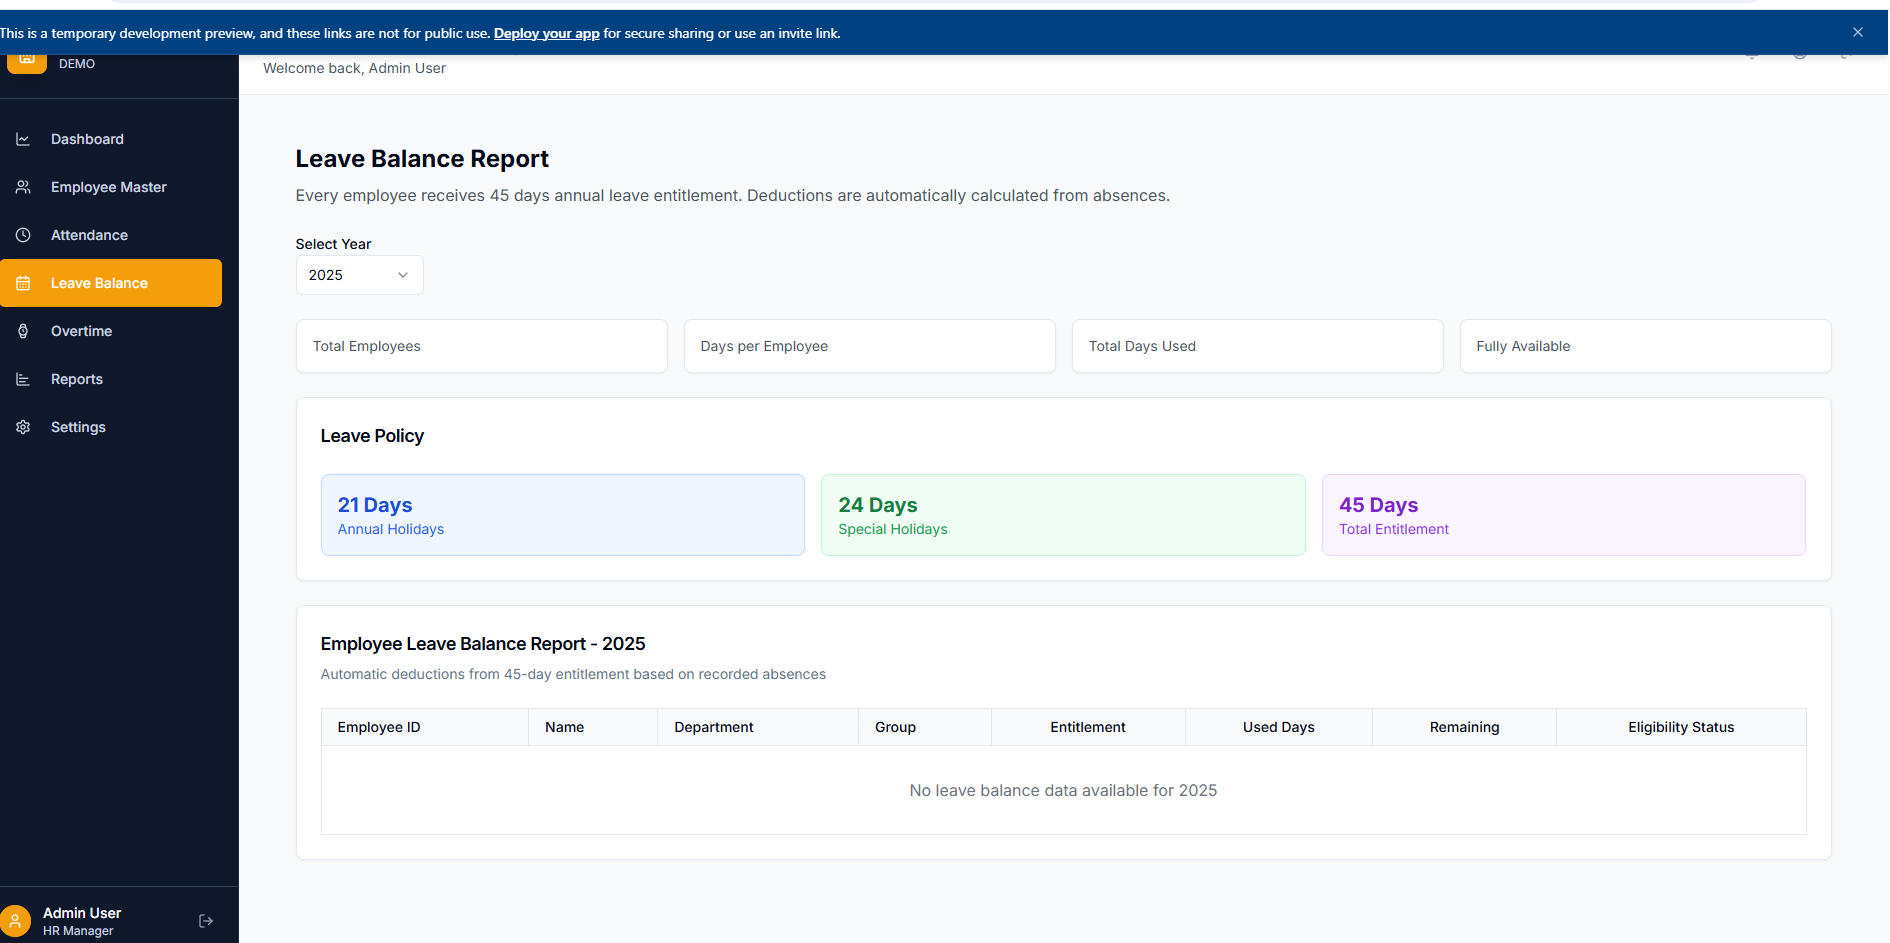 This is a temporary development preview, and these links are not for public use. Deploy your app for secure sharing or use an invite link.
DEMO
Welcome back, Admin User
Dashboard
Employee Master
Attendance
Leave Balance
Overtime
Reports
Settings
Admin User
HR Manager
Leave Balance Report
Every employee receives 45 days annual leave entitlement. Deductions are automatically calculated from absences.
Select Year
2025
Total Employees
Days per Employee
Total Days Used
Fully Available
Leave Policy
21 Days
Annual Holidays
24 Days
Special Holidays
45 Days
Total Entitlement
Employee Leave Balance Report - 2025
Automatic deductions from 45-day entitlement based on recorded absences
Employee ID Name Department Group Entitlement Used Days Remaining Eligibility Status
No leave balance data available for 2025